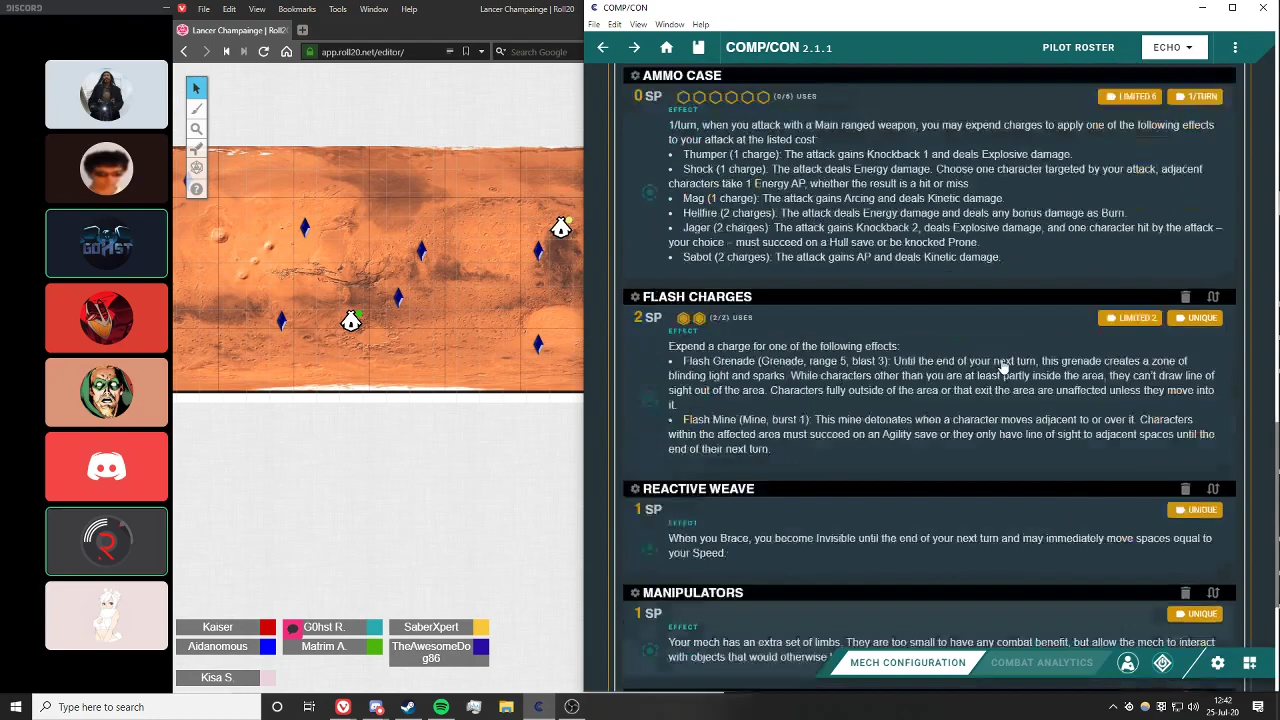 DISCORD
File Edit View Bookmarks Tools Window Help
Lancer Champainge | Roll20
Lancer Champainge | Roll2
app.roll20.net/editor/
Search Google
GOHST
R
Kaiser
G0hst R.
SaberXpert
Aidanomous
Matrim A.
TheAwesomeDo
g86
Kisa S.
COMP/CON
File Edit View Window Help
COMP/CON 2.1.1
PILOT ROSTER
ECHO
AMMO CASE
0 SP
(0/6) USES
LIMITED 6
1/TURN
EFFECT
1/turn, when you attack with a Main ranged weapon, you may expend charges to apply one of the following effects
to your attack at the listed cost:
• Thumper (1 charge): The attack gains Knockback 1 and deals Explosive damage.
• Shock (1 charge): The attack deals Energy damage. Choose one character targeted by your attack, adjacent
characters take 1 Energy AP, whether the result is a hit or miss
• Mag (1 charge): The attack gains Arcing and deals Kinetic damage.
• Hellfire (2 charges): The attack deals Energy damage and deals any bonus damage as Burn.
• Jager (2 charges): The attack gains Knockback 2, deals Explosive damage, and one character hit by the attack –
your choice – must succeed on a Hull save or be knocked Prone.
• Sabot (2 charges): The attack gains AP and deals Kinetic damage.
FLASH CHARGES
2 SP
(2/2) USES
LIMITED 2
UNIQUE
EFFECT
Expend a charge for one of the following effects:
• Flash Grenade (Grenade, range 5, blast 3): Until the end of your next turn, this grenade creates a zone of
blinding light and sparks. While characters other than you are at least partly inside the area, they can't draw line of
sight out of the area. Characters fully outside of the area or that exit the area are unaffected unless they move into
it.
• Flash Mine (Mine, burst 1): This mine detonates when a character moves adjacent to or over it. Characters
within the affected area must succeed on an Agility save or they only have line of sight to adjacent spaces until the
end of their next turn.
REACTIVE WEAVE
1 SP
UNIQUE
EFFECT
When you Brace, you become Invisible until the end of your next turn and may immediately move spaces equal to
your Speed.
MANIPULATORS
1 SP
UNIQUE
EFFECT
Your mech has an extra set of limbs. They are too small to have any combat benefit, but allow the mech to interact
with objects that would otherwise
MECH CONFIGURATION
COMBAT ANALYTICS
Type here to search
12:42
25-Jul-20